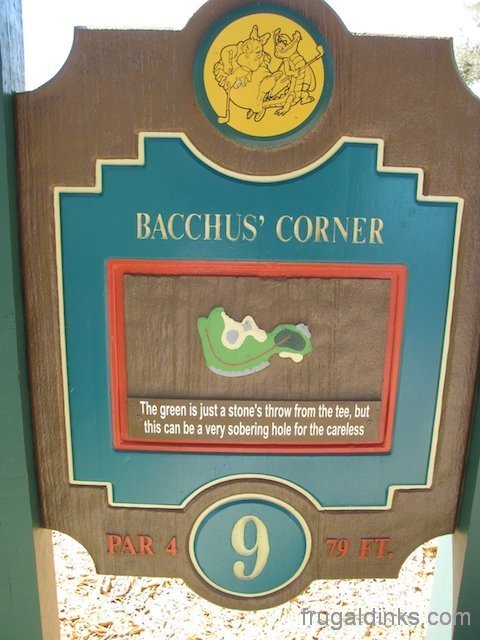 BACCHUS' CORNER
The green is just a stone's throw from the tee, but
this can be a very sobering hole for the careless
PAR 4 9 79 FT.
frugaldinks.com